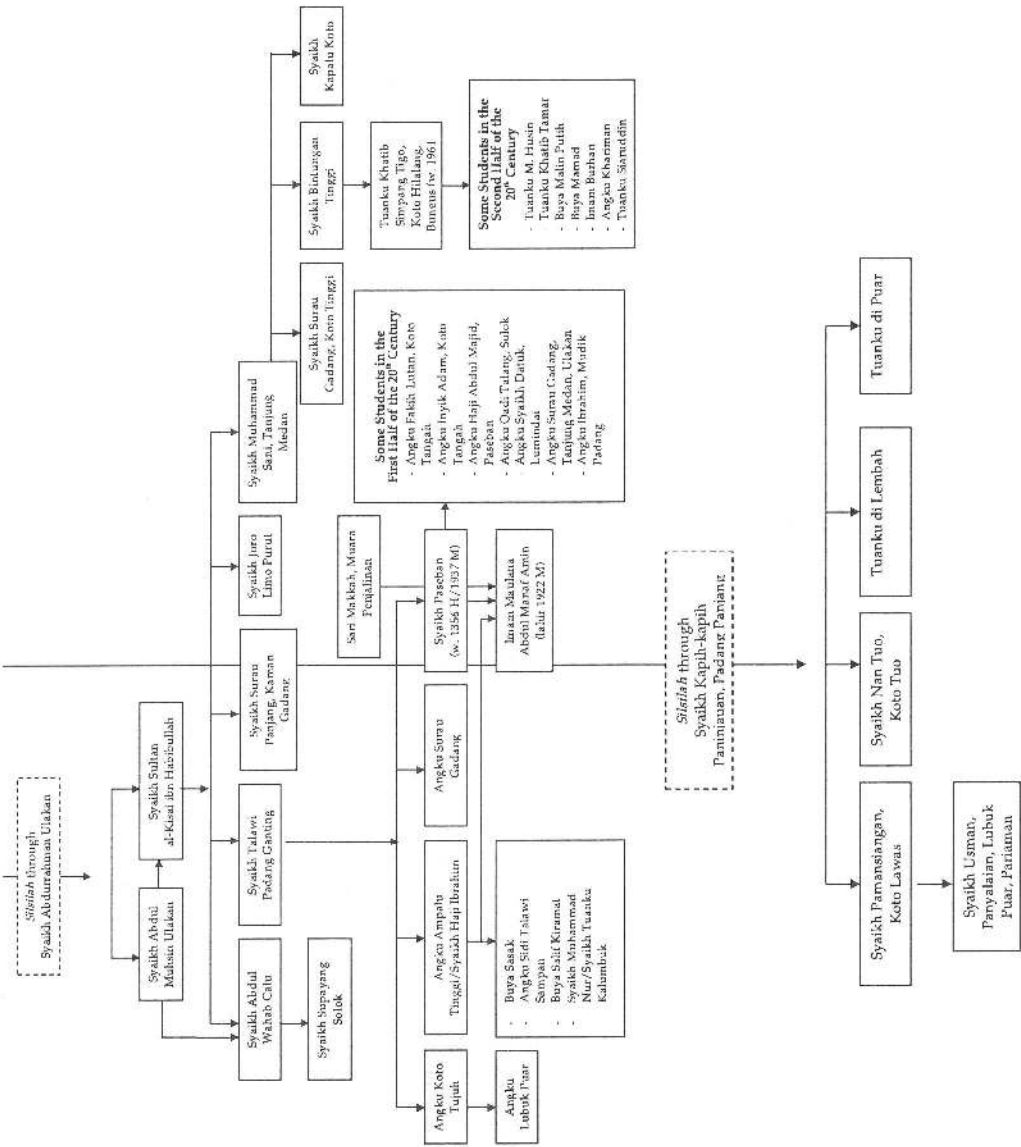 Silsilah through
Syaikh Abdurrahman Ulakan
Syaikh Abdul
Muhsin Ulakan
Syaikh Sultan
al-Kisai ibn Habibullah
Syaikh Abdul
Wahab Calu
Syaikh Talawi
Padang Ganting
Syaikh Surau
Panjang, Kaman
Gadang
Syaikh Juro
Limo Purut
Syaikh Muhammad
Sani, Tanjung
Medan
Syaikh Supayang
Solok
Syaikh Surau
Gadang, Koto Tinggi
Syaikh Bintungan
Tinggi
Syaikh
Kapalu Koto
Tuanku Khatib
Simpang Tigo,
Koto Hilalang,
(w. 1961)
Some Students in the
Second Half of the
20th Century
- Tuanku M. Husin
- Tuanku Khatib Tamar
- Buya Malin Putih
- Buya Mamad
- Imam Burhan
- Angku Khariman
- Tuanku Siaruddin
Sari Makkah, Muara
Penjalinan
Angku Koto
Tujuh
Angku Ampalu
Tinggi/Syaikh Haji Ibrahim
Angku Surau
Gadang
Syaikh Paseban
(w. 1356 H/1937 M)
Some Students in the
First Half of the 20th Century
- Angku Fakih Lutan, Koto
Tangah
- Angku Inyik Adam, Koto
Tangah
- Angku Haji Abdul Majid,
Paseban
- Angku Qadi Talang, Solok
- Angku Syaikh Datuk,
Lumindai
- Angku Surau Gadang,
Tanjung Medan, Ulakan
- Angku Ibrahim, Mudik
Padang
Angku
Lubuk Puar
- Buya Sasak
- Angku Sidi Talawi
Sampan
- Buya Salif Kiramal
- Syaikh Muhammad
Nur/Syaikh Tuanku
Kalumbuk
Imam Maulana
Abdul Manaf Amin
(lahir 1922 M)
Silsilah through
Syaikh Kapih-kapih
Paninjauan, Padang Panjang
Syaikh Pamansiangan,
Koto Lawas
Syaikh Nan Tuo,
Koto Tuo
Tuanku di Lembah
Tuanku di Puar
Syaikh Usman,
Panyalaian, Lubuk
Puar, Pariaman